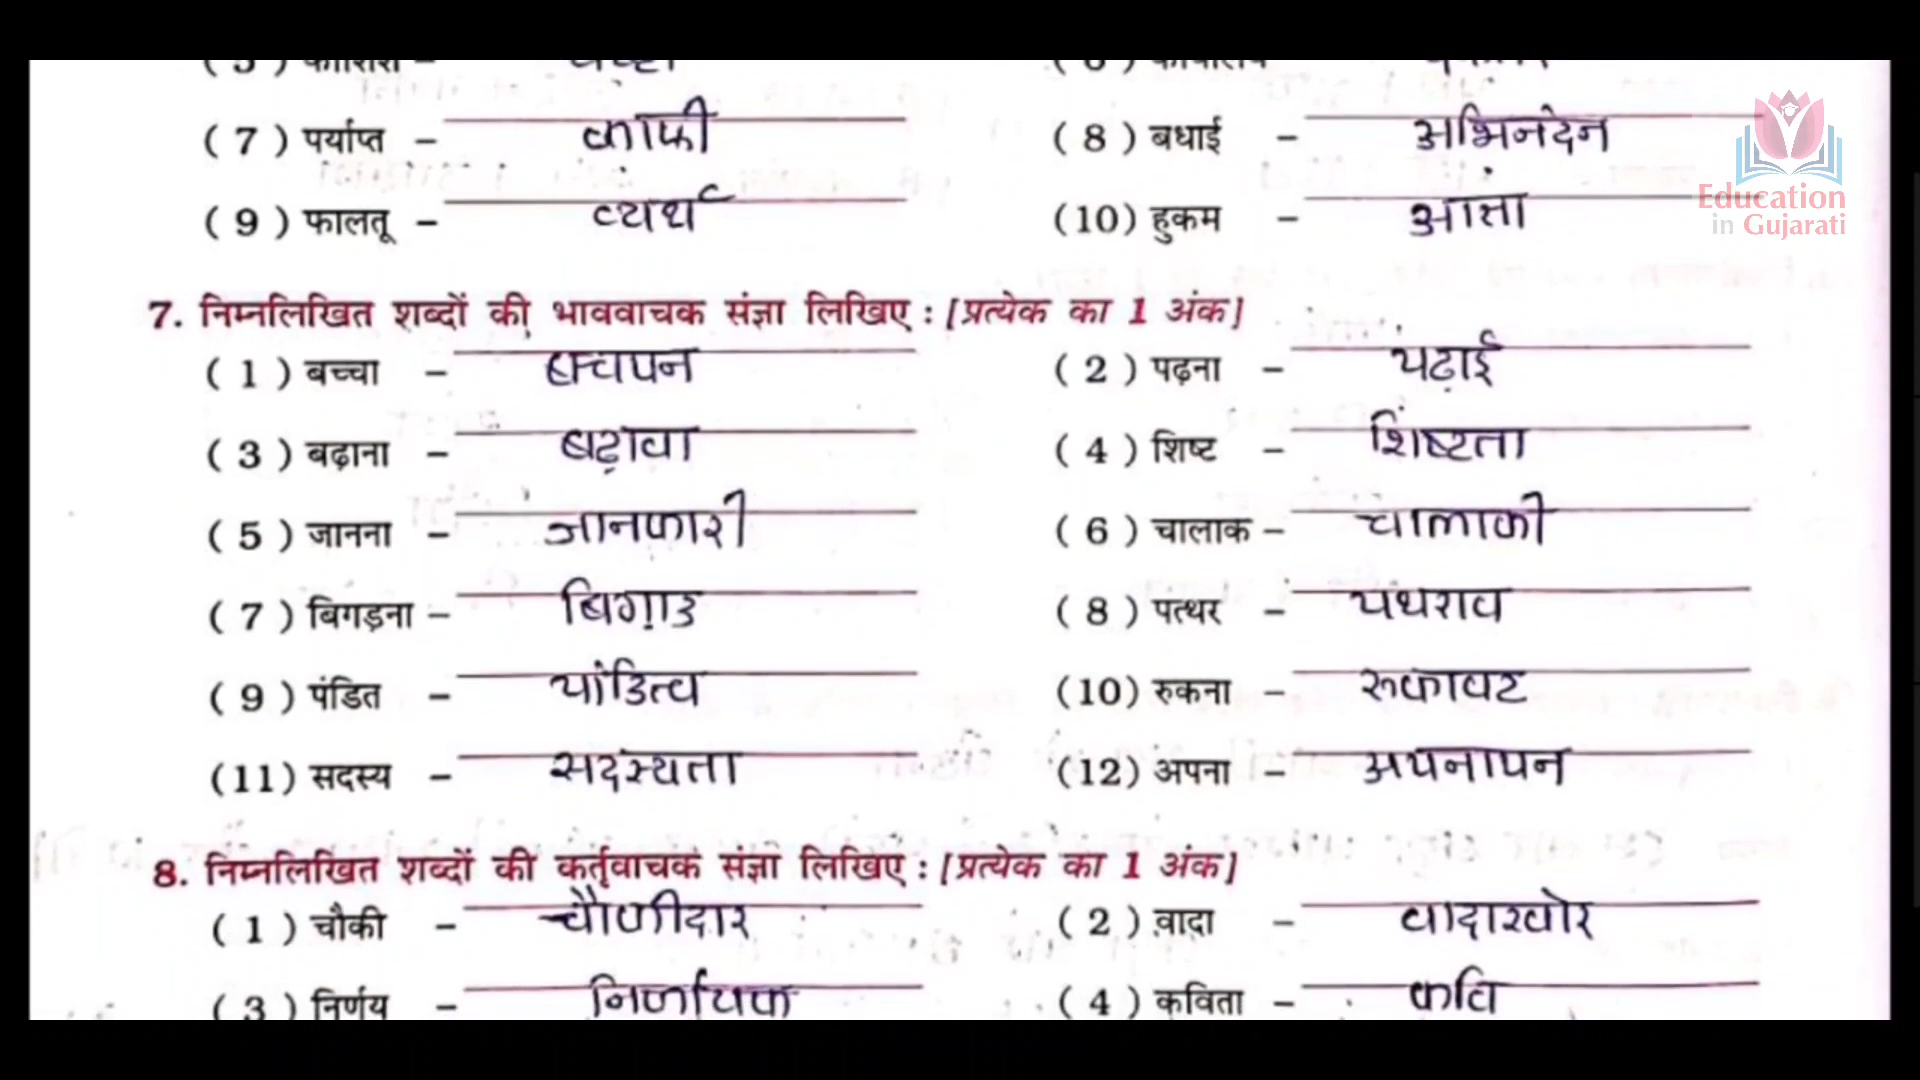 ( 5 ) कोशिश - चेष्टा ( 6 ) कार्यालय
( 7 ) पर्याप्त - काफी ( 8 ) बधाई - अभिनंदन
( 9 ) फालतू - व्यर्थ (10) हुकम -
Education
in Gujarati
7. निम्नलिखित शब्दों की भाववाचक संज्ञा लिखिए : [प्रत्येक का 1 अंक]
( 1 ) बच्चा - बचपन ( 2 ) पढ़ना - पढ़ाई
( 3 ) बढ़ाना - बढ़ावा ( 4 ) शिष्ट - शिष्टता
( 5 ) जानना - जानकारी ( 6 ) चालाक - चालाकी
( 7 ) बिगड़ना - बिगाड़ ( 8 ) पत्थर - पथराव
( 9 ) पंडित - पांडित्य (10) रुकना - रुकावट
(11) सदस्य - सदस्यता (12) अपना - अपनापन
8. निम्नलिखित शब्दों की कर्तृवाचक संज्ञा लिखिए : [प्रत्येक का 1 अंक]
( 1 ) चौकी - चौकीदार ( 2 ) वादा - वादाखोर
( 3 ) निर्णय - निर्णायक ( 4 ) कविता - कवि